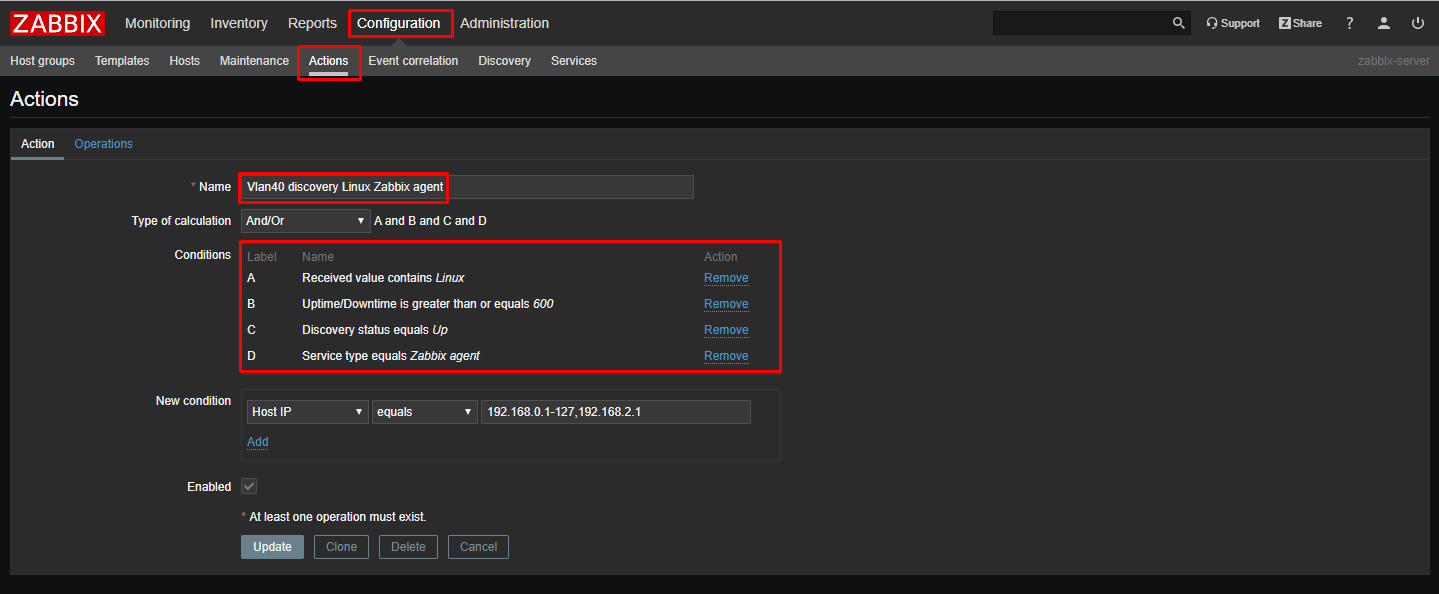 ZABBIX Monitoring Inventory Reports Configuration Administration Support Z Share ?
Host groups Templates Hosts Maintenance Actions Event correlation Discovery Services zabbix-server
Actions
Action Operations
* Name Vlan40 discovery Linux Zabbix agent
Type of calculation And/Or ▼ A and B and C and D
Conditions Label Name Action
A Received value contains Linux Remove
B Uptime/Downtime is greater than or equals 600 Remove
C Discovery status equals Up Remove
D Service type equals Zabbix agent Remove
New condition Host IP ▼ equals ▼ 192.168.0.1-127,192.168.2.1
Add
Enabled
* At least one operation must exist.
Update Clone Delete Cancel